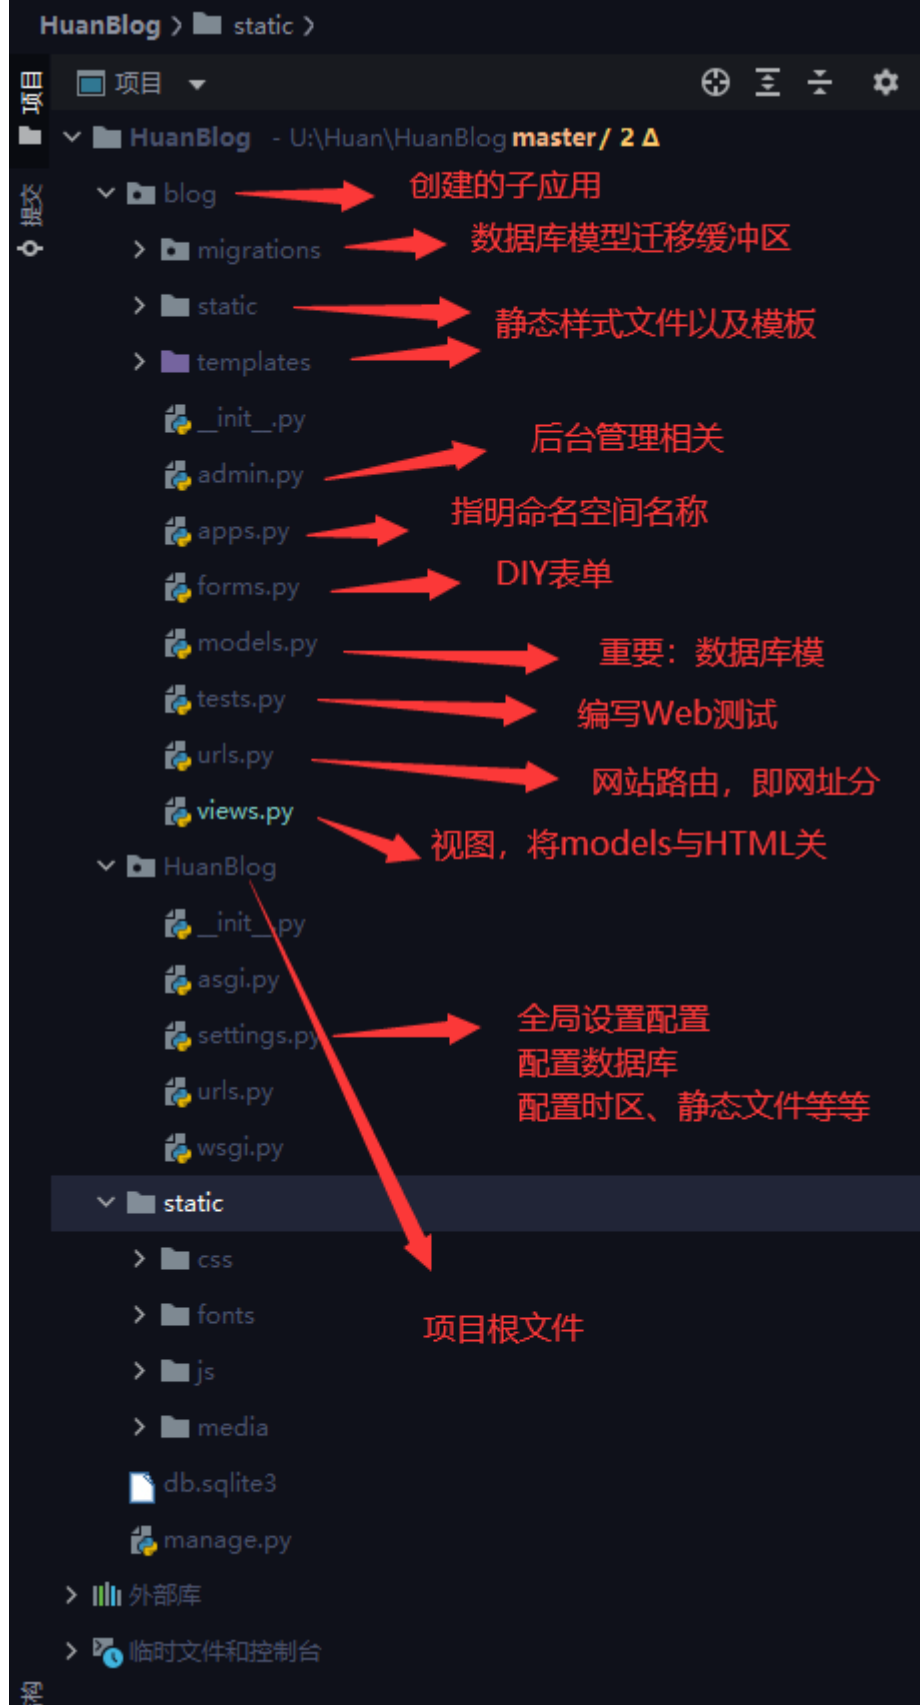 HuanBlog static
项目
项目
HuanBlog - U:\Huan\HuanBlog master / 2 Δ
blog 创建的子应用
提交
migrations 数据库模型迁移缓冲区
static 静态样式文件以及模板
templates
__init__.py
admin.py 后台管理相关
apps.py 指明命名空间名称
forms.py DIY表单
models.py 重要：数据库模
tests.py 编写Web测试
urls.py 网站路由，即网址分
views.py 视图，将models与HTML关
HuanBlog
__init__.py
asgi.py
settings.py 全局设置配置
配置数据库
配置时区、静态文件等等
urls.py
wsgi.py
static
css
fonts
项目根文件
js
media
db.sqlite3
manage.py
外部库
临时文件和控制台
构